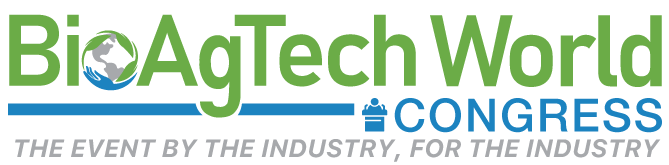 BioAgTech World
CONGRESS
THE EVENT BY THE INDUSTRY, FOR THE INDUSTRY